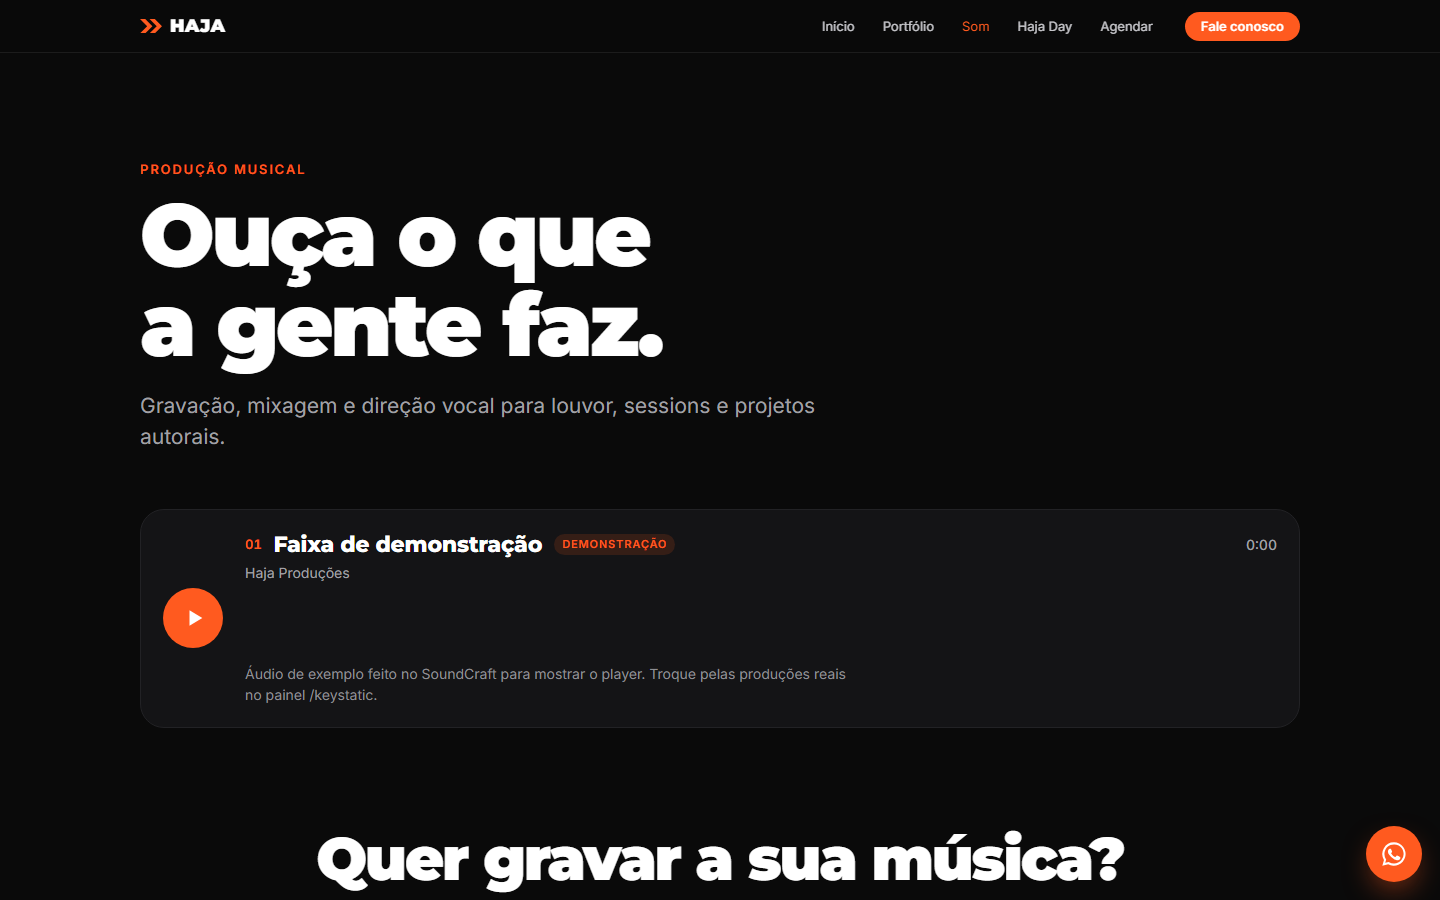 HAJA
Início
Portfólio
Som
Haja Day
Agendar
Fale conosco
PRODUÇÃO MUSICAL
Ouça o que
a gente faz.
Gravação, mixagem e direção vocal para louvor, sessions e projetos
autorais.
01 Faixa de demonstração DEMONSTRAÇÃO 0:00
Haja Produções
Áudio de exemplo feito no SoundCraft para mostrar o player. Troque pelas produções reais
no painel /keystatic.
Quer gravar a sua música?